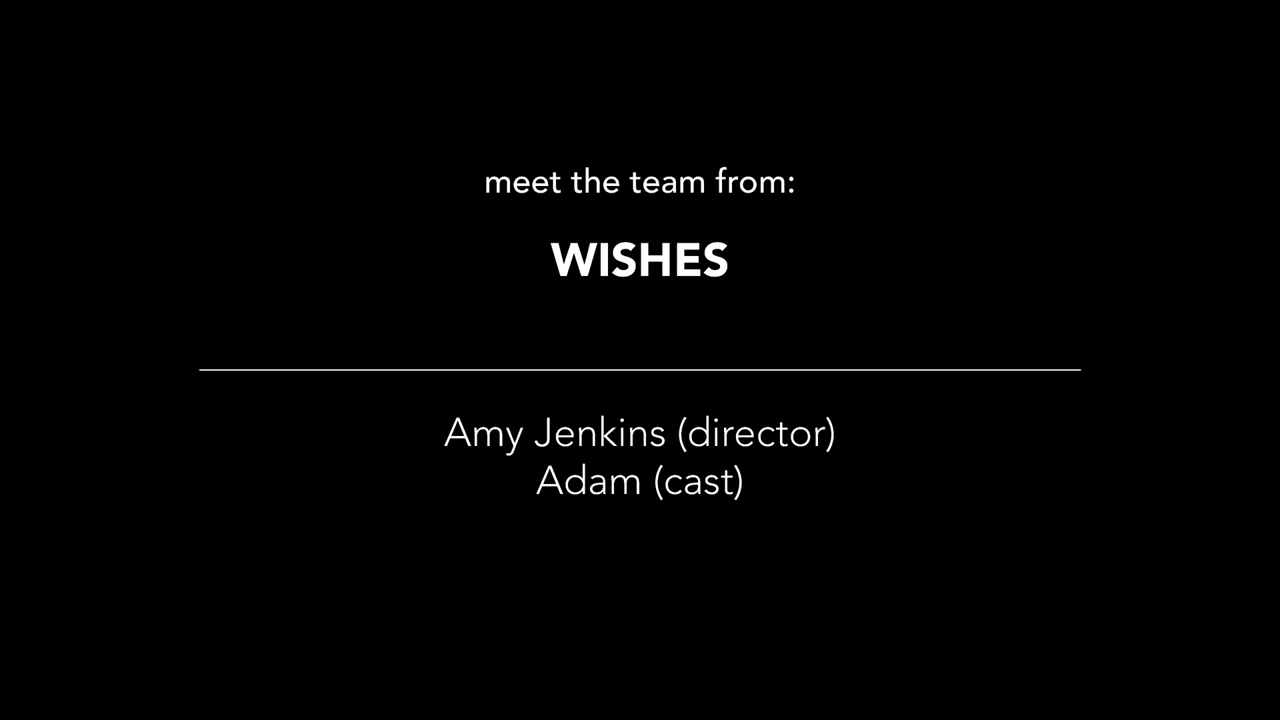 meet the team from:
WISHES
Amy Jenkins (director)
Adam (cast)